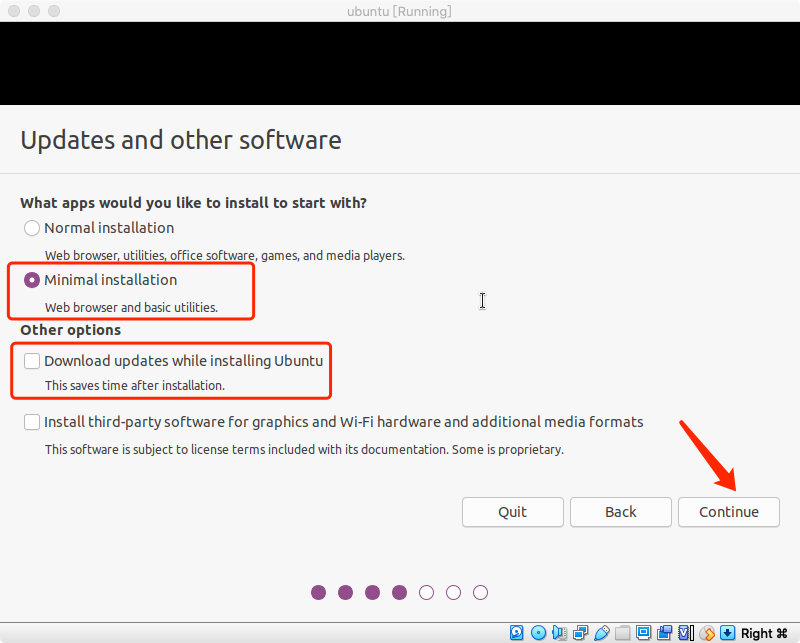 ubuntu [Running]
Updates and other software
What apps would you like to install to start with?
Normal installation
Web browser, utilities, office software, games, and media players.
Minimal installation
Web browser and basic utilities.
Other options
Download updates while installing Ubuntu
This saves time after installation.
Install third-party software for graphics and Wi-Fi hardware and additional media formats
This software is subject to license terms included with its documentation. Some is proprietary.
Quit
Back
Continue
Right ⌘